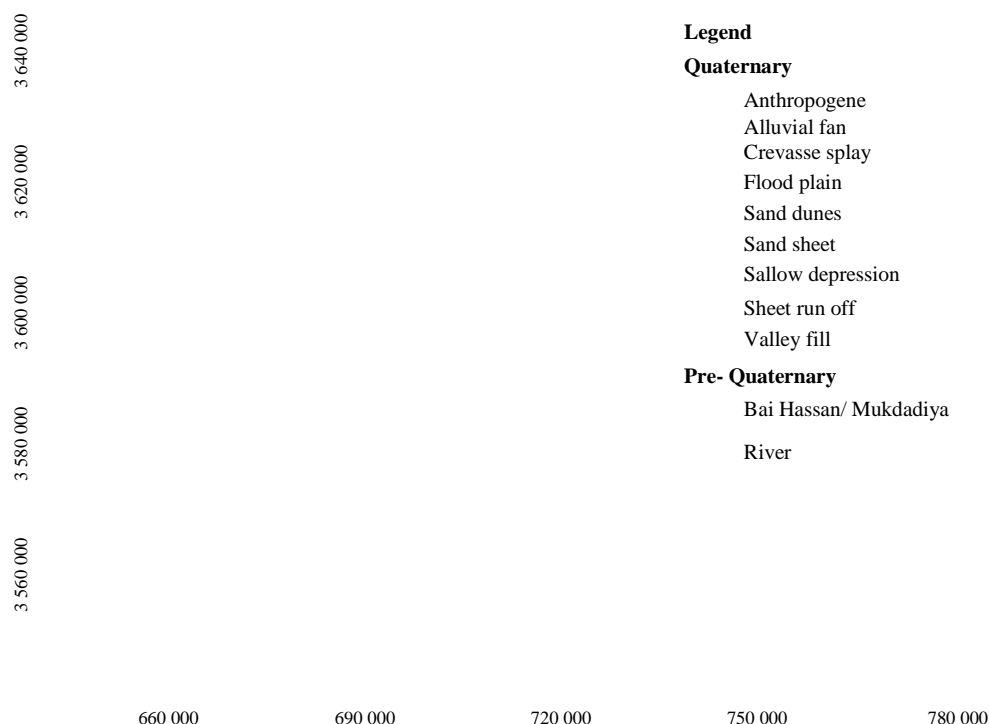 3 640 000
3 620 000
3 600 000
3 580 000
3 560 000
Legend
Quaternary
Anthropogene
Alluvial fan
Crevasse splay
Flood plain
Sand dunes
Sand sheet
Sallow depression
Sheet run off
Valley fill
Pre- Quaternary
Bai Hassan/ Mukdadiya
River
660 000
690 000
720 000
750 000
780 000